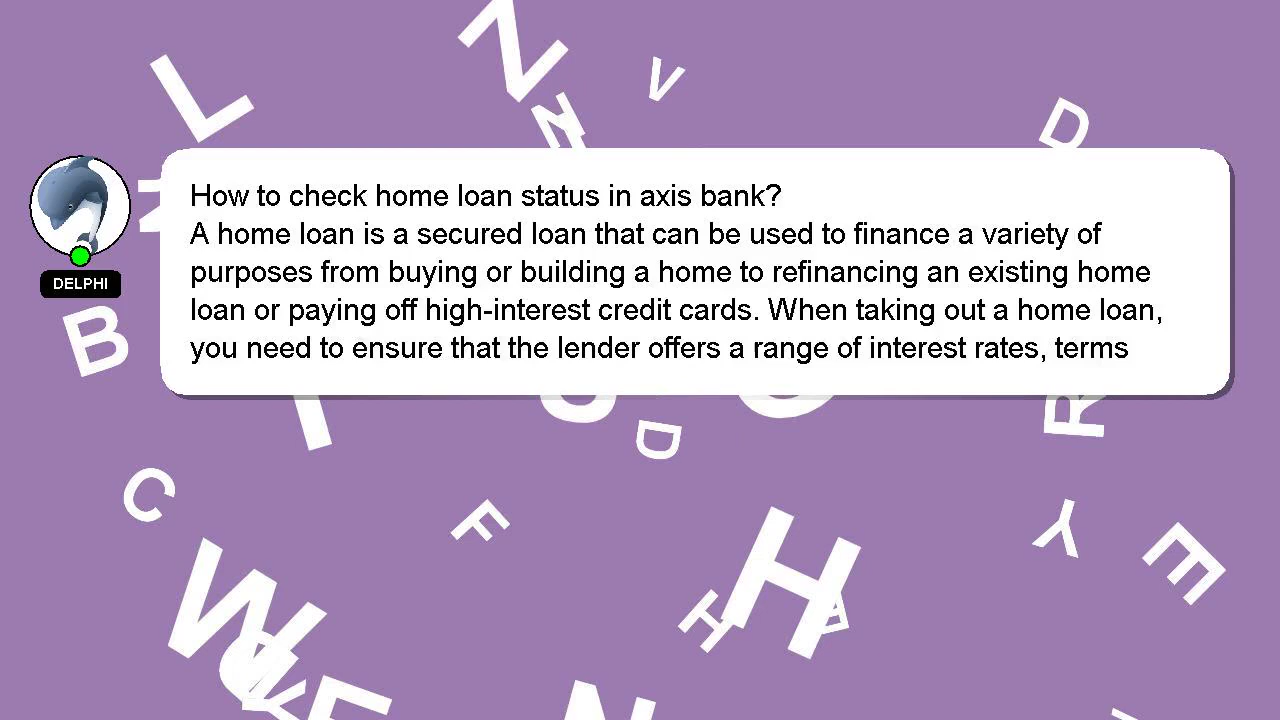 L
N
V
N
D
How to check home loan status in axis bank?
A home loan is a secured loan that can be used to finance a variety of
purposes from buying or building a home to refinancing an existing home
loan or paying off high-interest credit cards. When taking out a home loan,
you need to ensure that the lender offers a range of interest rates, terms
DELPHI
B
D
R
C
F
Y
E
H
W
H
N